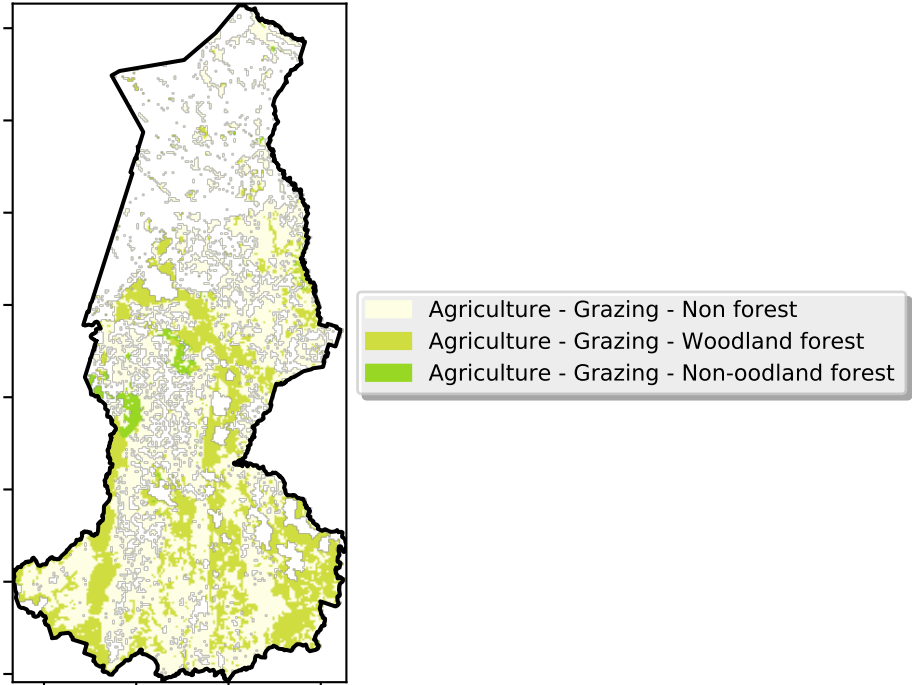 Agriculture - Grazing - Non forest
Agriculture - Grazing - Woodland forest
Agriculture - Grazing - Non-oodland forest